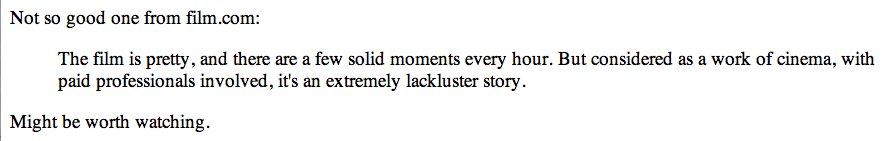 Not so good one from film.com:
The film is pretty, and there are a few solid moments every hour. But considered as a work of cinema, with
paid professionals involved, it's an extremely lackluster story.
Might be worth watching.